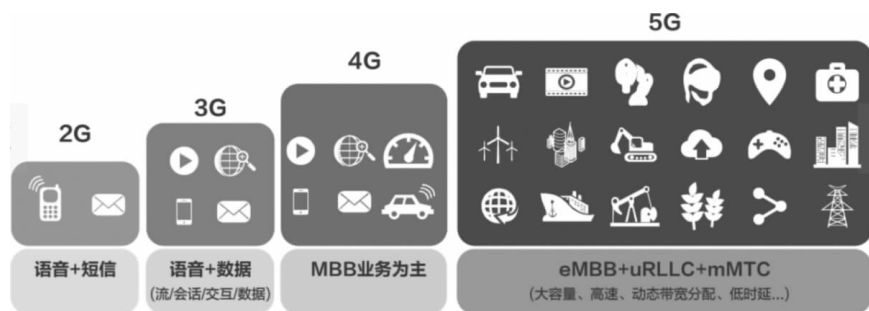 2G
语音+短信
3G
语音+数据
(流/会话/交互/数据)
4G
MBB业务为主
5G
eMBB+uRLLC+mMTC
(大容量、高速、动态带宽分配、低时延...)